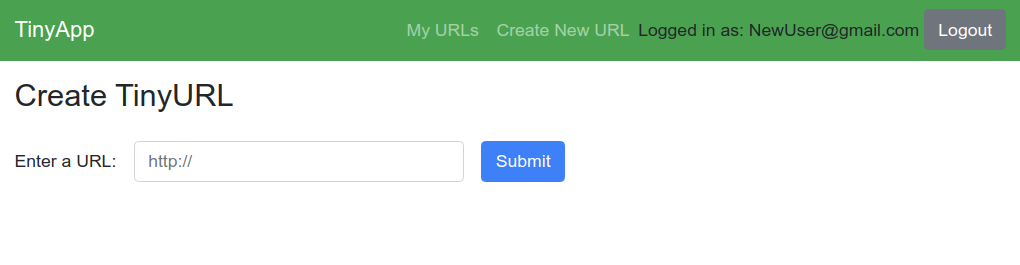 TinyApp My URLs Create New URL Logged in as: NewUser@gmail.com Logout
Create TinyURL
Enter a URL: http:// Submit